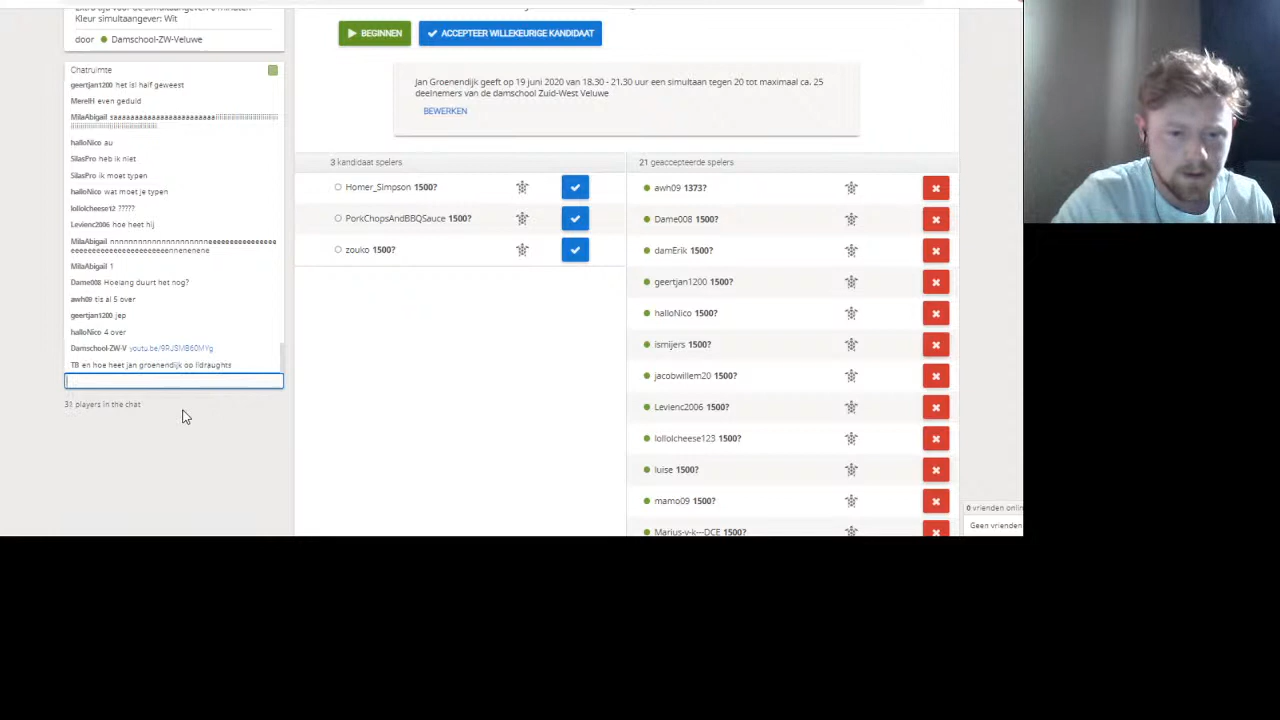 Kleur simultaangever: Wit
door Damschool-ZW-Veluwe
Chatruimte
geertjan1200 het isl half geweest
MerelH even geduld
halloNico au
SilasPro heb ik niet
SilasPro ik moet typen
halloNico wat moet je typen
lollolcheese12 ?????
Levienc2006 hoe heet hij
MilaAbigail 1
Dame008 Hoelang duurt het nog?
awh09 tis al 5 over
geertjan1200 jep
halloNico 4 over
Damschool-ZW-V youtu.be/9RJSMB60MYg
TB en hoe heet jan groenendijk op lidraughts
31 players in the chat
BEGINNEN
ACCEPTEER WILLEKEURIGE KANDIDAAT
Jan Groenendijk geeft op 19 juni 2020 van 18.30 - 21.30 uur een simultaan tegen 20 tot maximaal ca. 25
deelnemers van de damschool Zuid-West Veluwe
BEWERKEN
3 kandidaat spelers
Homer_Simpson 1500?
PorkChopsAndBBQSauce 1500?
zouko 1500?
21 geaccepteerde spelers
awh09 1373?
Dame008 1500?
damErik 1500?
geertjan1200 1500?
halloNico 1500?
ismijers 1500?
jacobwillem20 1500?
Levienc2006 1500?
lollolcheese123 1500?
luise 1500?
mamo09 1500?
Marius-v-k---DCE 1500?
0 vrienden onlin
Geen vrienden